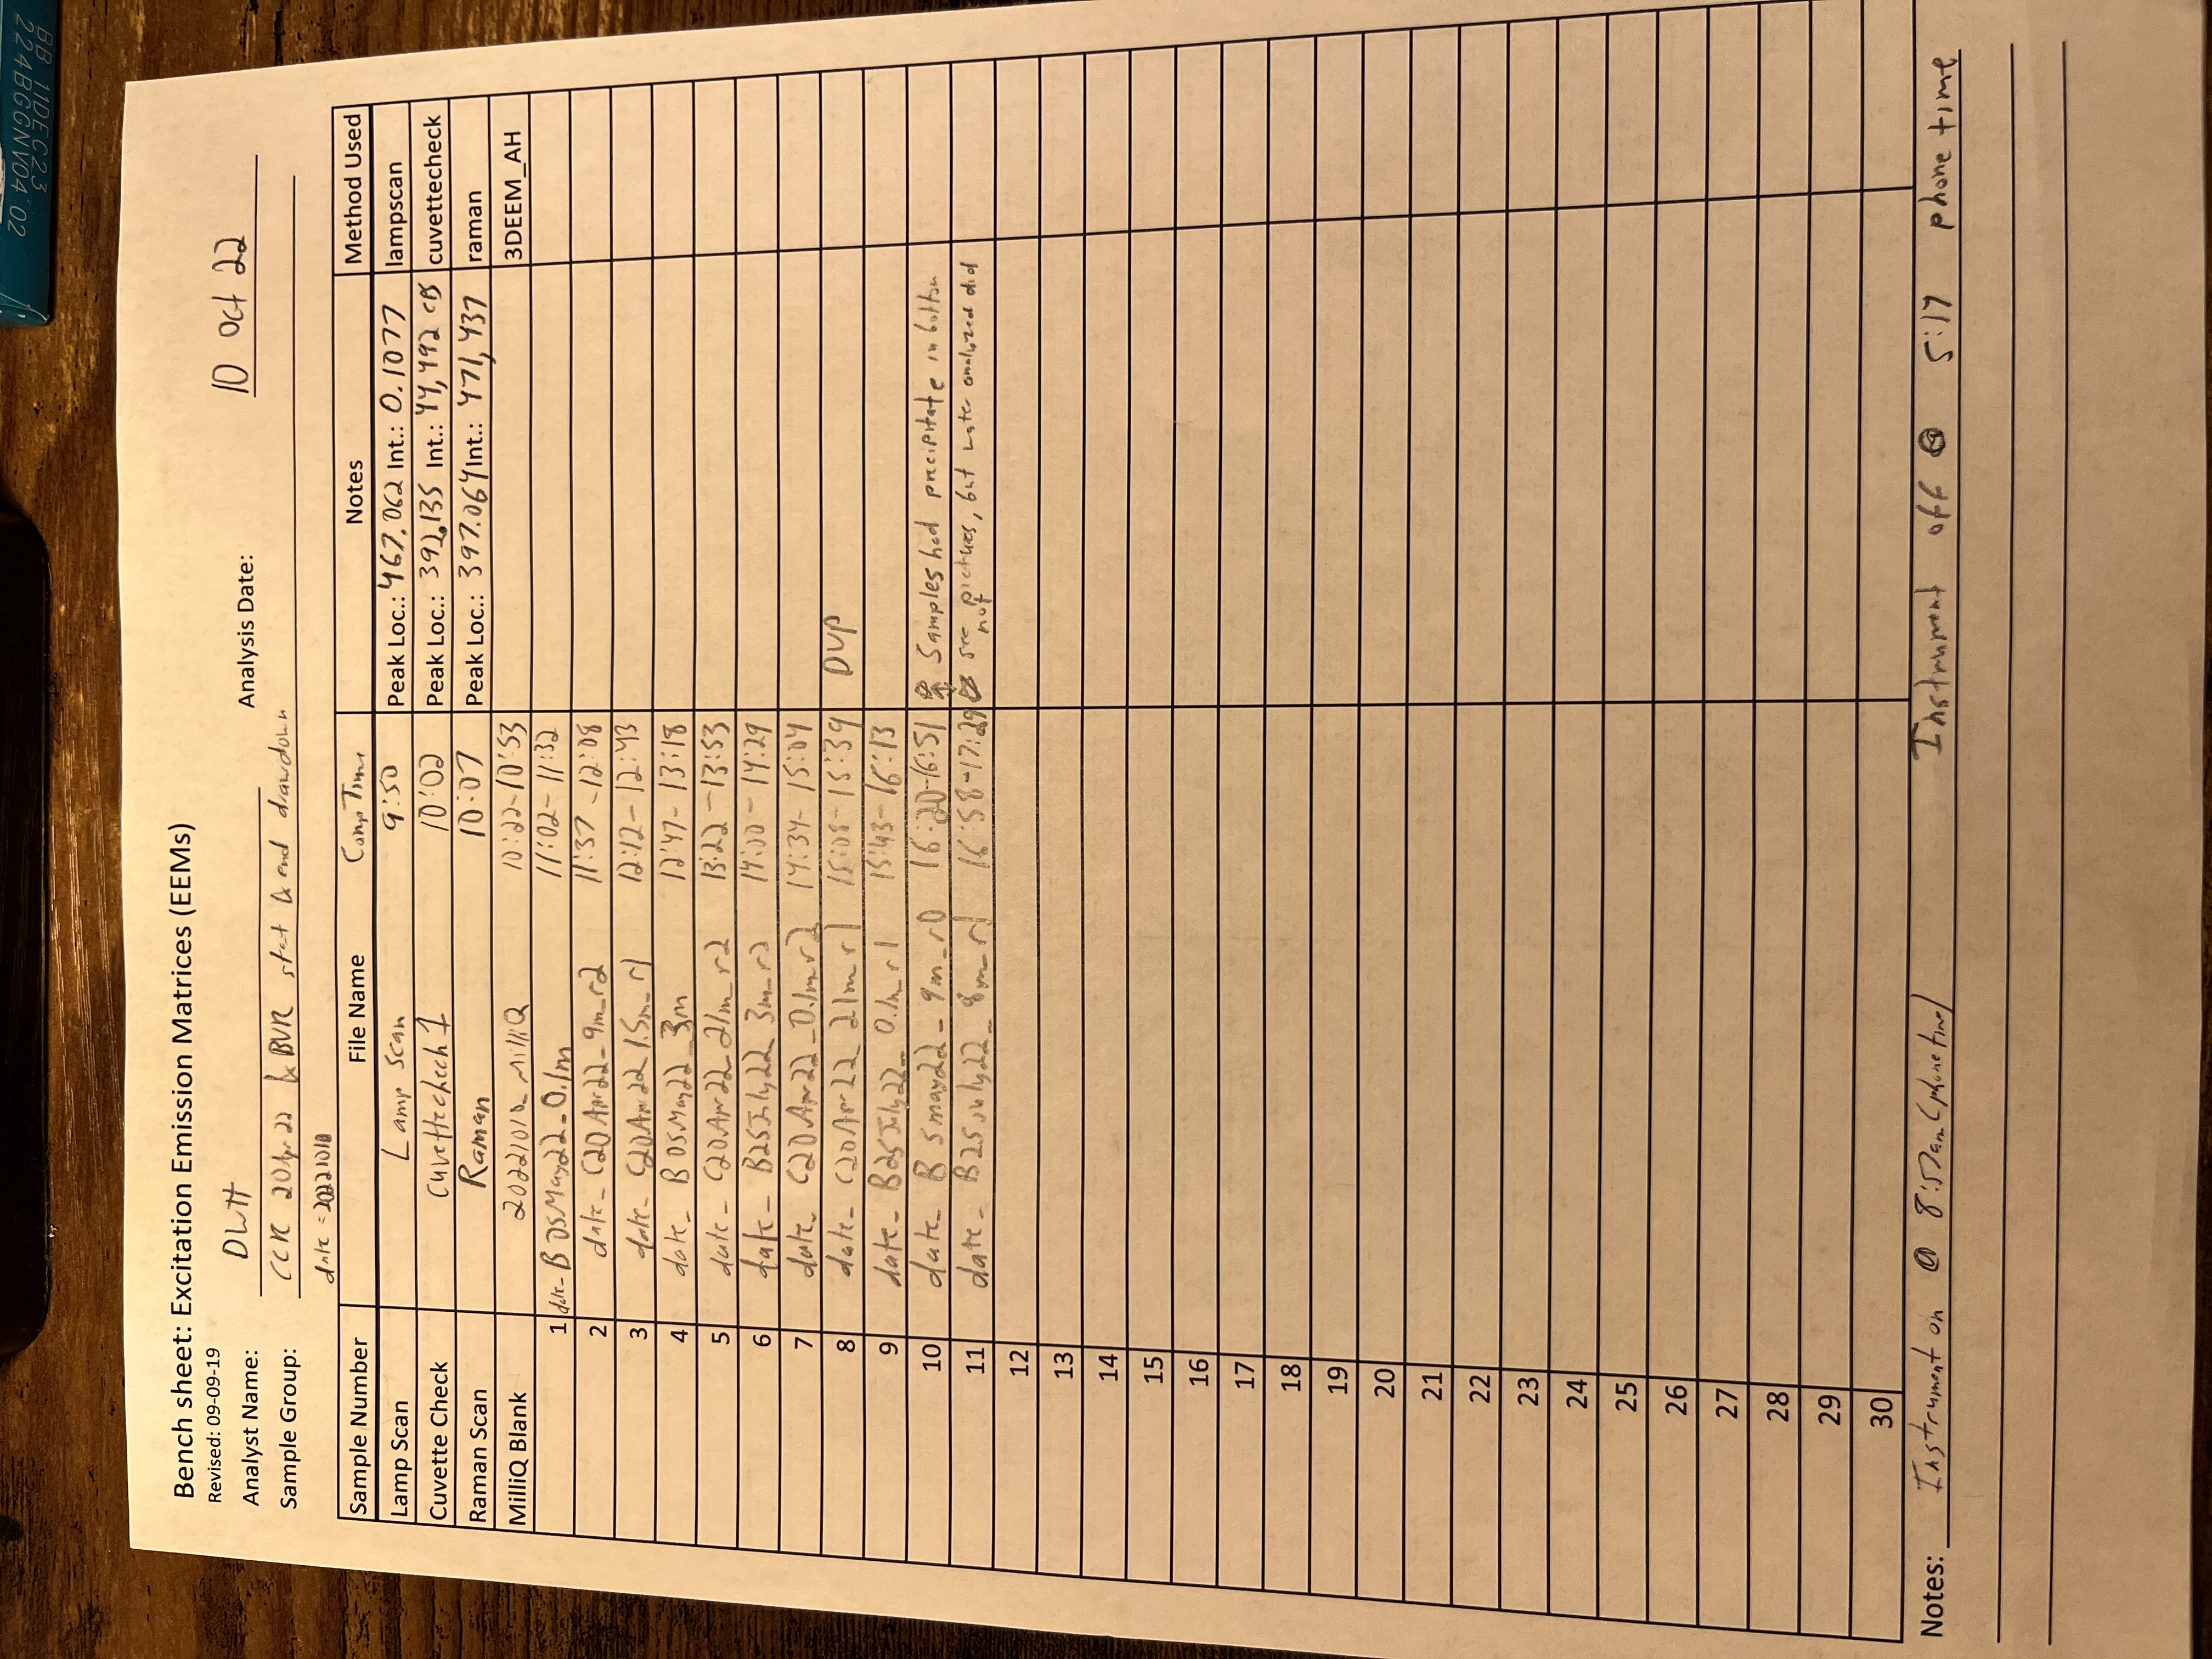 BB 11DEC23
224BGGNV04 02
Bench sheet: Excitation Emission Matrices (EEMs)
Revised: 09-09-19
Analyst Name: DWH Analysis Date: 10 Oct 22
Sample Group: CCR 20Apr22 & BVR start & end drawdown
date = 20221010
Sample Number File Name Comp Time Notes Method Used
Lamp Scan Lamp Scan 9:50 Peak Loc.: 467.062 Int.: 0.1077 lampscan
Cuvette Check Cuvettecheck1 10:02 Peak Loc.: 392.135 Int.: 44,492 cps cuvettecheck
Raman Scan Raman 10:07 Peak Loc.: 397.064 Int.: 471,437 raman
MilliQ Blank 20221010_MilliQ 10:22-10:53 3DEEM_AH
1 date_B05May22_0.1m 11:02-11:32
2 date_C20Apr22_9m_r2 11:37-12:08
3 date_C20Apr22 1.5m_r1 12:12-12:43
4 date_B05May22_3m 12:47-13:18
5 date_C20Apr22_21m_r2 13:22-13:53
6 date_B25July22_3m_r2 14:00-14:29
7 date_C20Apr22_0.1m_r2 14:34-15:04
8 date_C20Apr22_21m_r1 15:08-15:39 DUP
9 date_B25July22_0.1m_r1 15:43-16:13
10 date_B5may22_9m_r0 16:20-16:51 Samples had precipitate in bottom
11 date_B25july22_8m_r1 16:58-17:29 see pictures, but water analyzed did
not
12
13
14
15
16
17
18
19
20
21
22
23
24
25
26
27
28
29
30
Notes: Instrument on @ 8:57am (phone time) Instrument off @ 5:17 phone time